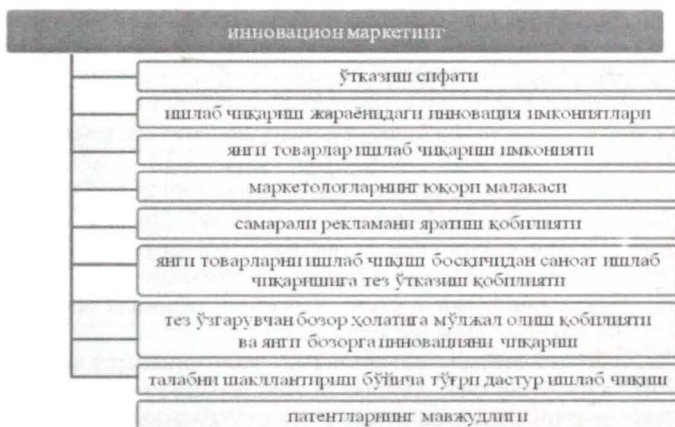 инновацион маркетинг
ўтказиш сифати
ишлаб чиқариш жараёнидаги инновация имкониятлари
янги товарлар ишлаб чиқариш имконияти
маркетологларнинг юқори малакаси
самарали рекламани яратиш қобилияти
янги товарларни ишлаб чиқиш босқичидан саноат ишлаб
чиқаришига тез ўтказиш қобилияти
тез ўзгарувчан бозор ҳолатига мўлжал олиш қобилияти
ва янги бозорга инновацияни чиқариш
талабни шакллантириш бўйича тўғри дастур ишлаб чиқиш
патентларнинг мавжудлиги